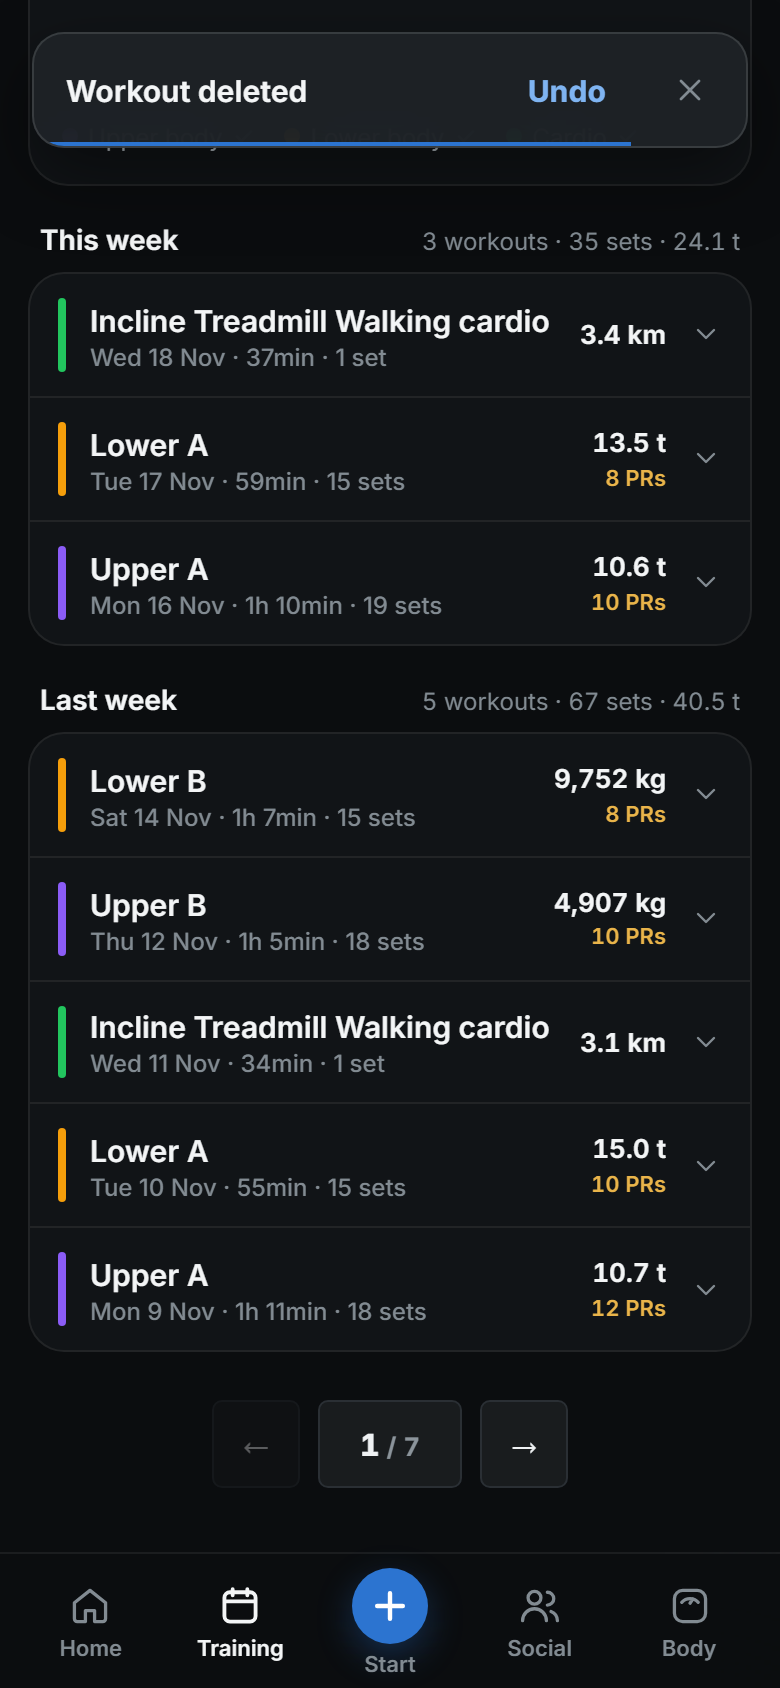 Workout deleted Undo
This week 3 workouts · 35 sets · 24.1 t
Incline Treadmill Walking cardio 3.4 km
Wed 18 Nov · 37min · 1 set
Lower A 13.5 t
Tue 17 Nov · 59min · 15 sets 8 PRs
Upper A 10.6 t
Mon 16 Nov · 1h 10min · 19 sets 10 PRs
Last week 5 workouts · 67 sets · 40.5 t
Lower B 9,752 kg
Sat 14 Nov · 1h 7min · 15 sets 8 PRs
Upper B 4,907 kg
Thu 12 Nov · 1h 5min · 18 sets 10 PRs
Incline Treadmill Walking cardio 3.1 km
Wed 11 Nov · 34min · 1 set
Lower A 15.0 t
Tue 10 Nov · 55min · 15 sets 10 PRs
Upper A 10.7 t
Mon 9 Nov · 1h 11min · 18 sets 12 PRs
← 1 / 7 →
Home Training Start Social Body